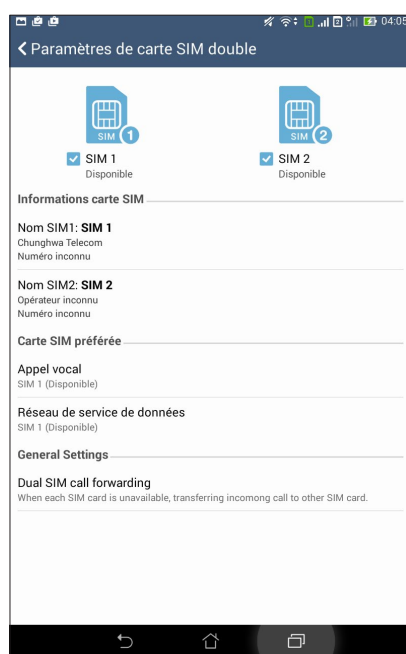 04:05
Paramètres de carte SIM double
SIM 1 SIM 2
SIM 1 SIM 2
Disponible Disponible
Informations carte SIM
Nom SIM1: SIM 1
Chunghwa Telecom
Numéro inconnu
Nom SIM2: SIM 2
Opérateur inconnu
Numéro inconnu
Carte SIM préférée
Appel vocal
SIM 1 (Disponible)
Réseau de service de données
SIM 1 (Disponible)
General Settings
Dual SIM call forwarding
When each SIM card is unavailable, transferring incomong call to other SIM card.